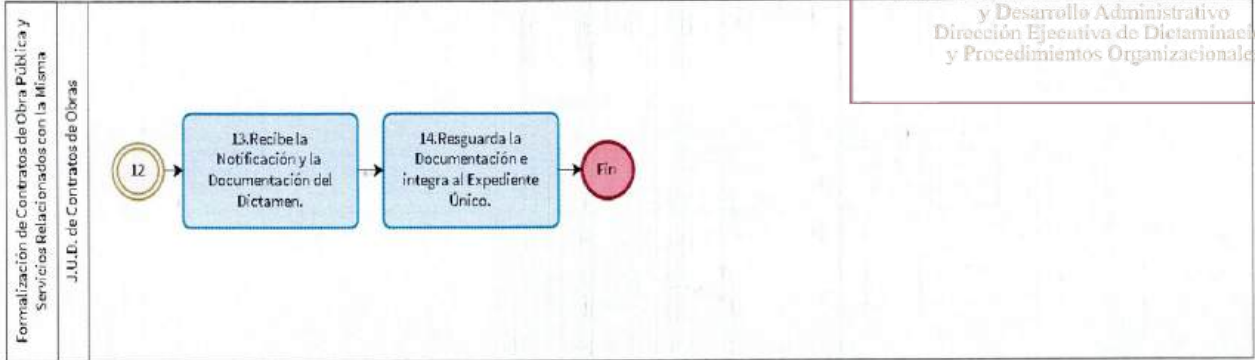 y Desarrollo Administrativo
Dirección Ejecutiva de Dictaminaci
y Procedimientos Organizacionale
Formalización de Contratos de Obra Pública y
Servicios Relacionados con la Misma
J.U.D. de Contratos de Obras
12
13.Recibe la
Notificación y la
Documentación del
Dictamen.
14.Resguarda la
Documentación e
integra al Expediente
Único.
Fin